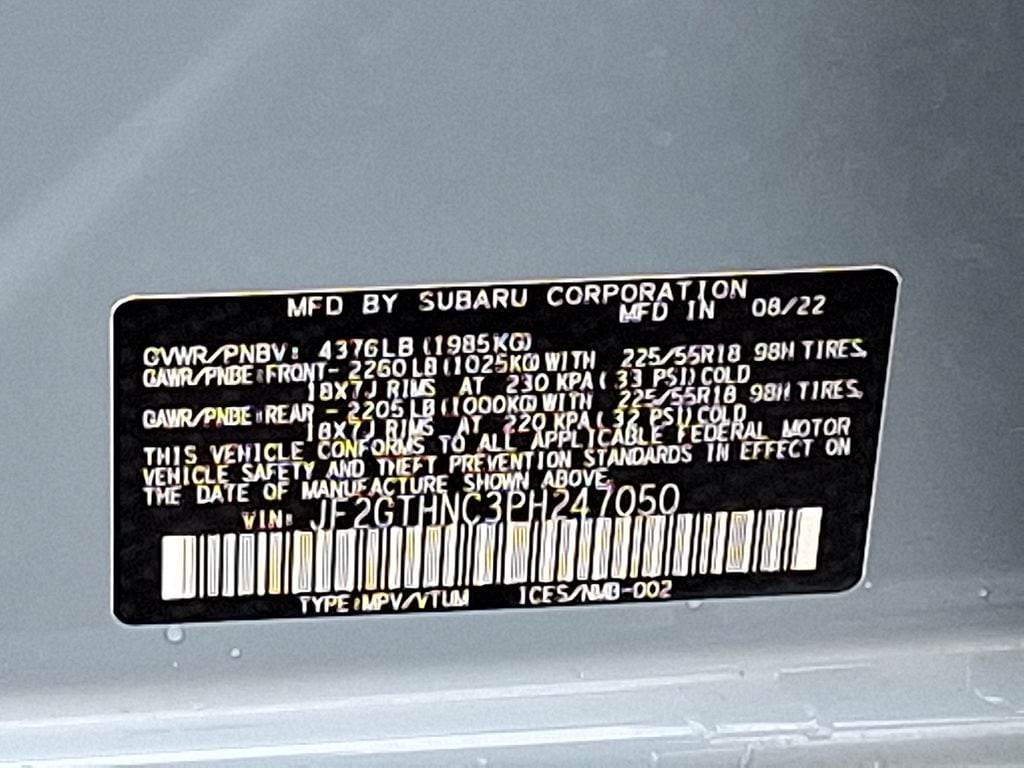 MFD BY SUBARU CORPORATION
MFD IN 08/22
GVWR/PNBV: 4376LB(1985KG)
GAWR/PNBE:FRONT- 2260LB(1025KG)WITH 225/55R18 98H TIRES,
18X7J RIMS AT 230 KPA( 33 PSI)COLD
GAWR/PNBE:REAR - 2205LB(1000KG)WITH 225/55R18 98H TIRES,
18X7J RIMS AT 220 KPA( 32 PSI)COLD
THIS VEHICLE CONFORMS TO ALL APPLICABLE FEDERAL MOTOR
VEHICLE SAFETY AND THEFT PREVENTION STANDARDS IN EFFECT ON
THE DATE OF MANUFACTURE SHOWN ABOVE.
VIN: JF2GTHNC3PH247050
TYPE:MPV/VTUM ICES/NMB-002